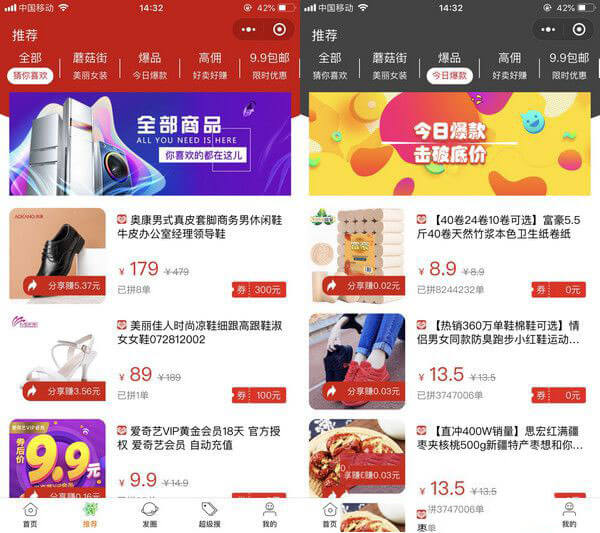 中国移动 14:32 42%
推荐
全部 蘑菇街 爆品 高佣 9.9包邮
猜你喜欢 美丽女装 今日爆款 好卖好赚 限时优惠
全部商品
ALL YOU NEED IS HERE
你喜欢的都在这儿
AOKANG
奥康男式真皮套脚商务男休闲鞋
牛皮办公室经理领导鞋
¥ 179 ¥479
分享赚5.37元
已拼8单
券 300元
美丽佳人时尚凉鞋细跟高跟鞋淑
女女鞋072812002
¥ 89 ¥189
分享赚3.56元
已拼1单
券 100元
爱奇艺VIP黄金会员18天
券后价
9.9元
爱奇艺VIP黄金会员18天 官方授
权 爱奇艺会员 自动充值
¥ 9.9 ¥14.9
分享赚0.16元
首页 推荐 发圈 超级搜 我的
中国移动 14:32 42%
推荐
全部 蘑菇街 爆品 高佣 9.9包邮
猜你喜欢 美丽女装 今日爆款 好卖好赚 限时优惠
今日爆款
击破底价
【40卷24卷10卷可选】富豪5.5
斤40卷天然竹浆本色卫生纸卷纸
¥ 8.9 ¥8.9
分享赚0.02元
已拼8244232单
券 0元
【热销360万单鞋棉鞋可选】情
侣男女同款防臭跑步小红鞋运动...
¥ 13.5 ¥13.5
分享赚0.03元
已拼3747006单
券 0元
【直冲400W销量】思宏红满疆
枣夹核桃500g新疆特产枣想和你...
¥ 13.5 ¥13.5
分享赚0.03元
已拼3747006单
券 0元
枣
首页 推荐 发圈 超级搜 我的